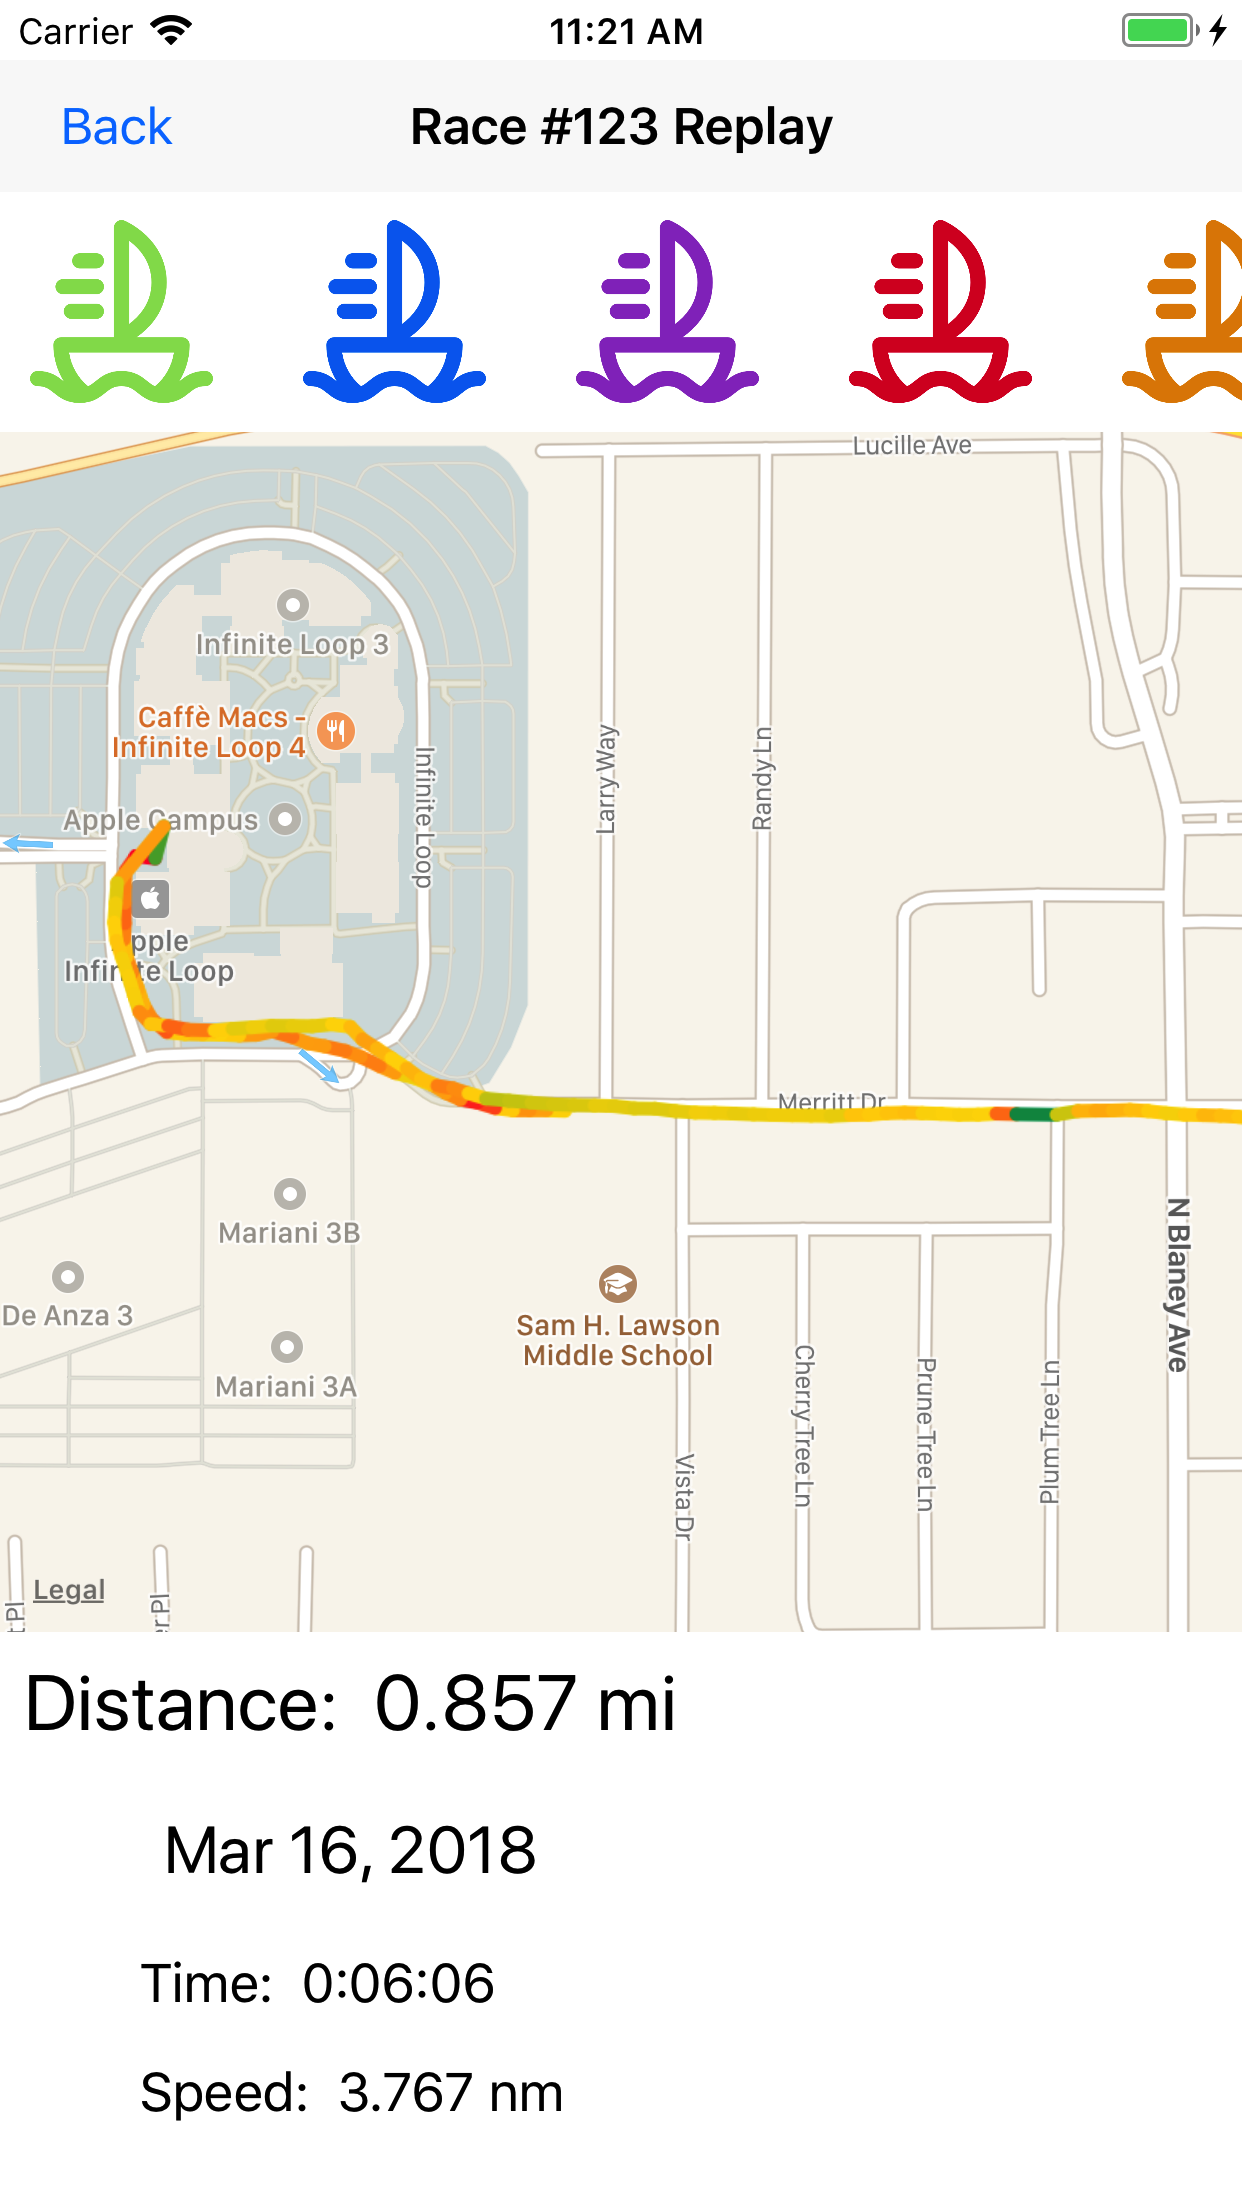 Carrier 11:21 AM
Back Race #123 Replay
Lucille Ave
Infinite Loop 3
Caffè Macs -
Infinite Loop 4
Infinite Loop
Larry Way
Randy Ln
Apple Campus
pple
Infin te Loop
Merritt Dr
Mariani 3B
N Blaney Ave
De Anza 3
Sam H. Lawson
Middle School
Mariani 3A
Cherry Tree Ln
Prune Tree Ln
Plum Tree Ln
Vista Dr
Legal
t Pl
er Pl
Distance: 0.857 mi
Mar 16, 2018
Time: 0:06:06
Speed: 3.767 nm